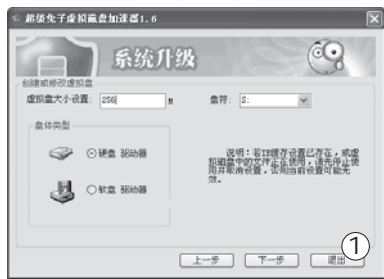 超级兔子虚拟磁盘加速器1.6
系统升级
创建或修改虚拟盘
虚拟盘大小设置: 256 M 盘符: S:
盘体类型
硬盘 驱动器
软盘 驱动器
说明：若IE缓存设置已存在，或虚
拟磁盘中的文件正在使用，请先停止使
用并取消设置，否则当前设置可能无
效。
上一步 下一步 退出
1